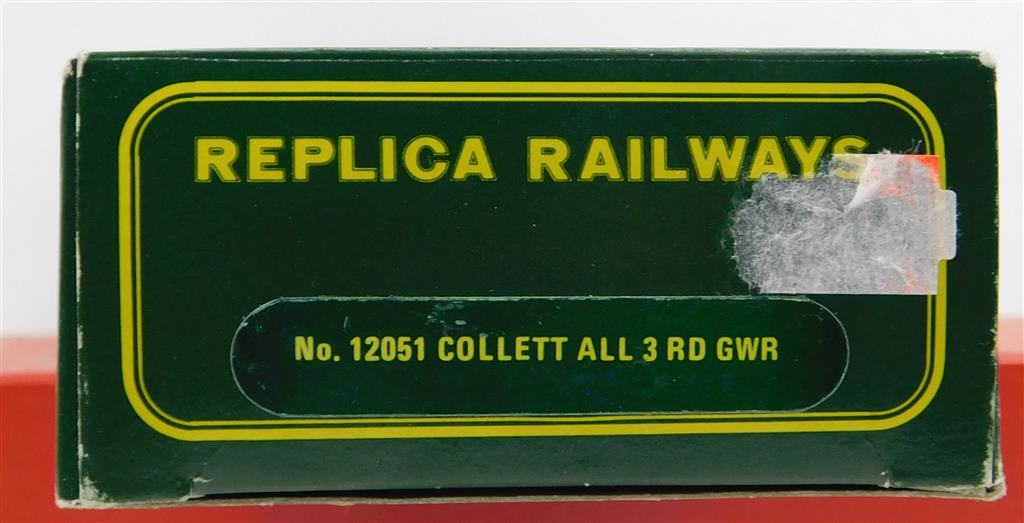 REPLICA RAILWAYS
No. 12051 COLLETT ALL 3 RD GWR